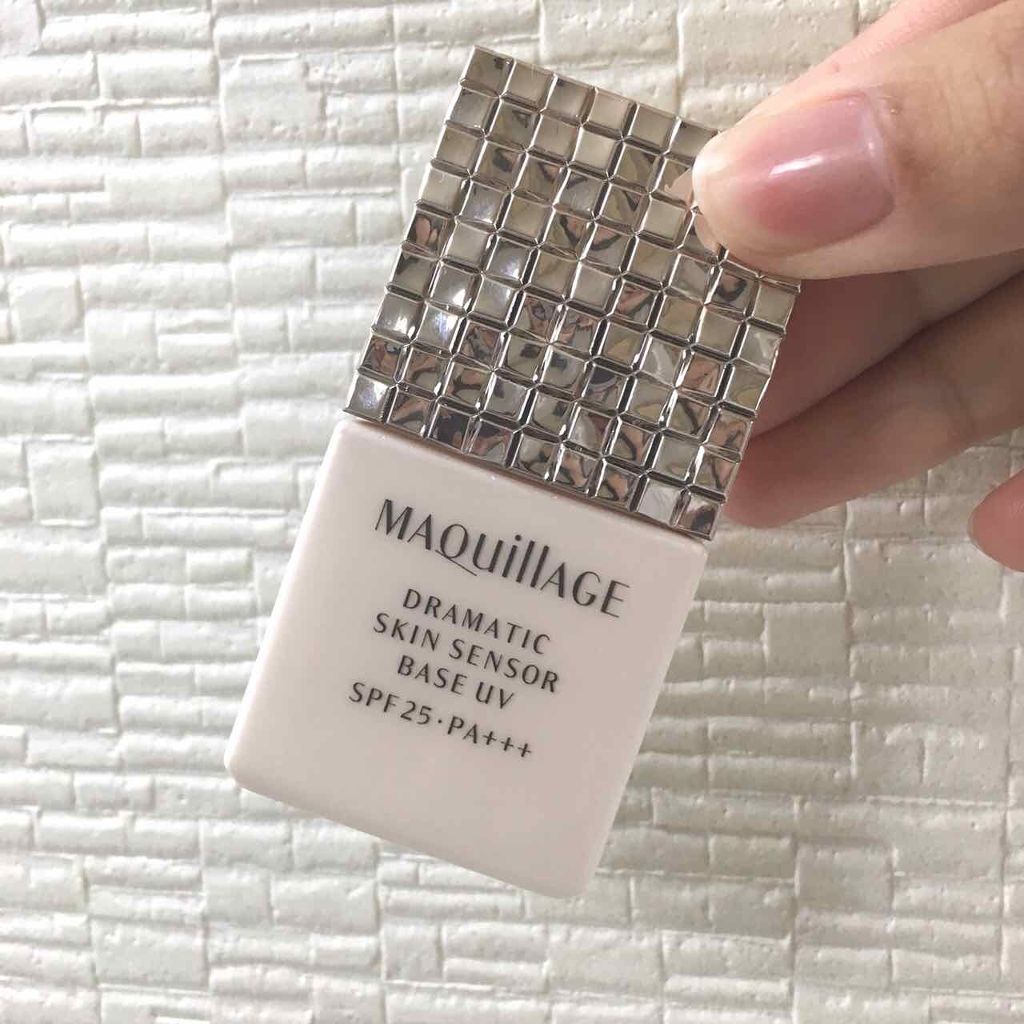 MAQuillAGE
DRAMATIC
SKIN SENSOR
BASE UV
SPF25·PA+++